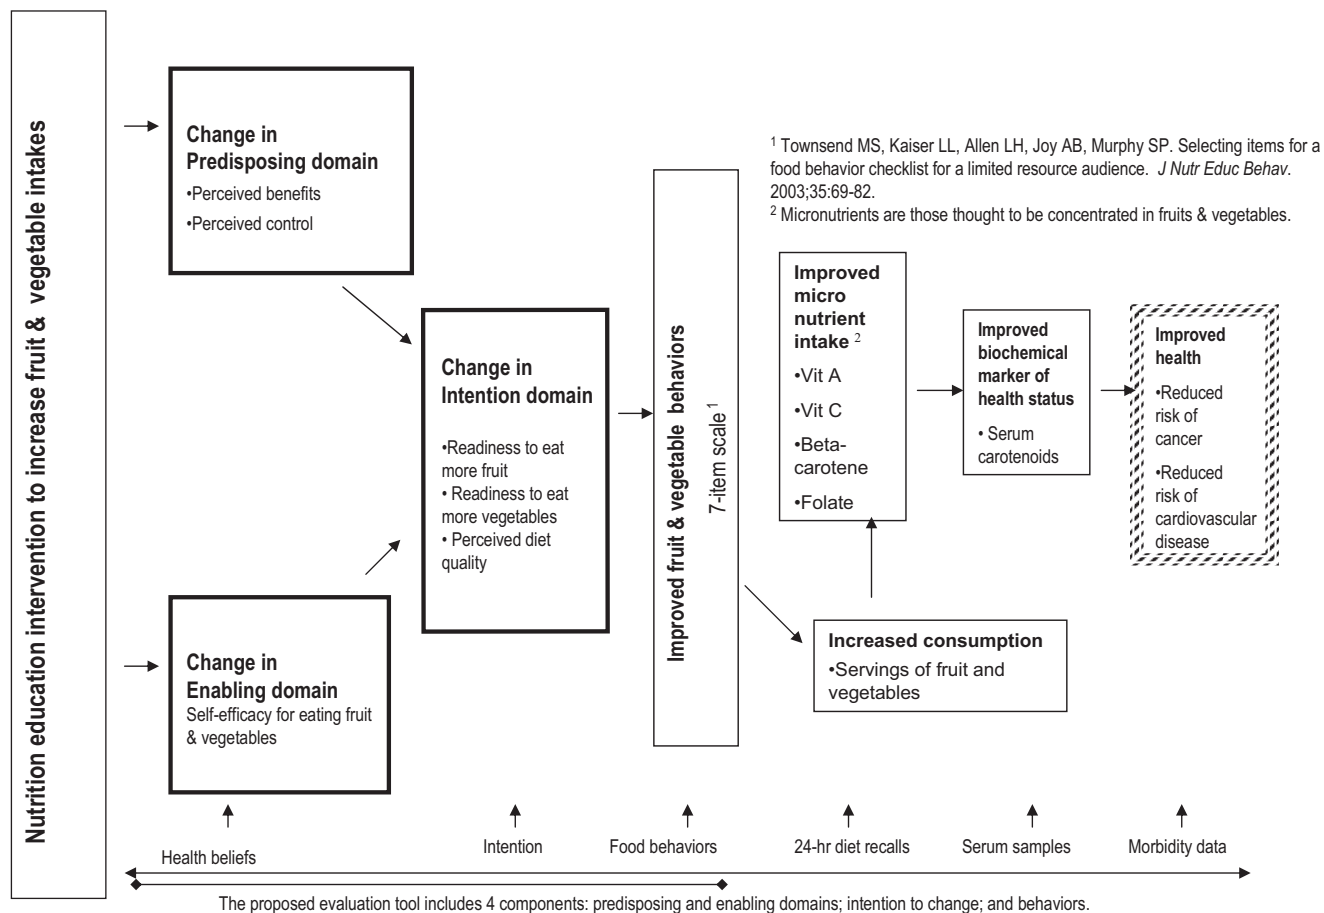 Nutrition education intervention to increase fruit & vegetable intakes
Change in
Predisposing domain
•Perceived benefits
•Perceived control
Change in
Enabling domain
Self-efficacy for eating fruit
& vegetables
Change in
Intention domain
•Readiness to eat
more fruit
• Readiness to eat
more vegetables
• Perceived diet
quality
Improved fruit & vegetable behaviors
7-item scale 1
1 Townsend MS, Kaiser LL, Allen LH, Joy AB, Murphy SP. Selecting items for a
food behavior checklist for a limited resource audience. J Nutr Educ Behav.
2003;35:69-82.
2 Micronutrients are those thought to be concentrated in fruits & vegetables.
Improved
micro
nutrient
intake 2
•Vit A
•Vit C
•Beta-
carotene
•Folate
Increased consumption
•Servings of fruit and
vegetables
Improved
biochemical
marker of
health status
• Serum
carotenoids
Improved
health
•Reduced
risk of
cancer
•Reduced
risk of
cardiovascular
disease
Health beliefs
Intention
Food behaviors
24-hr diet recalls
Serum samples
Morbidity data
The proposed evaluation tool includes 4 components: predisposing and enabling domains; intention to change; and behaviors.